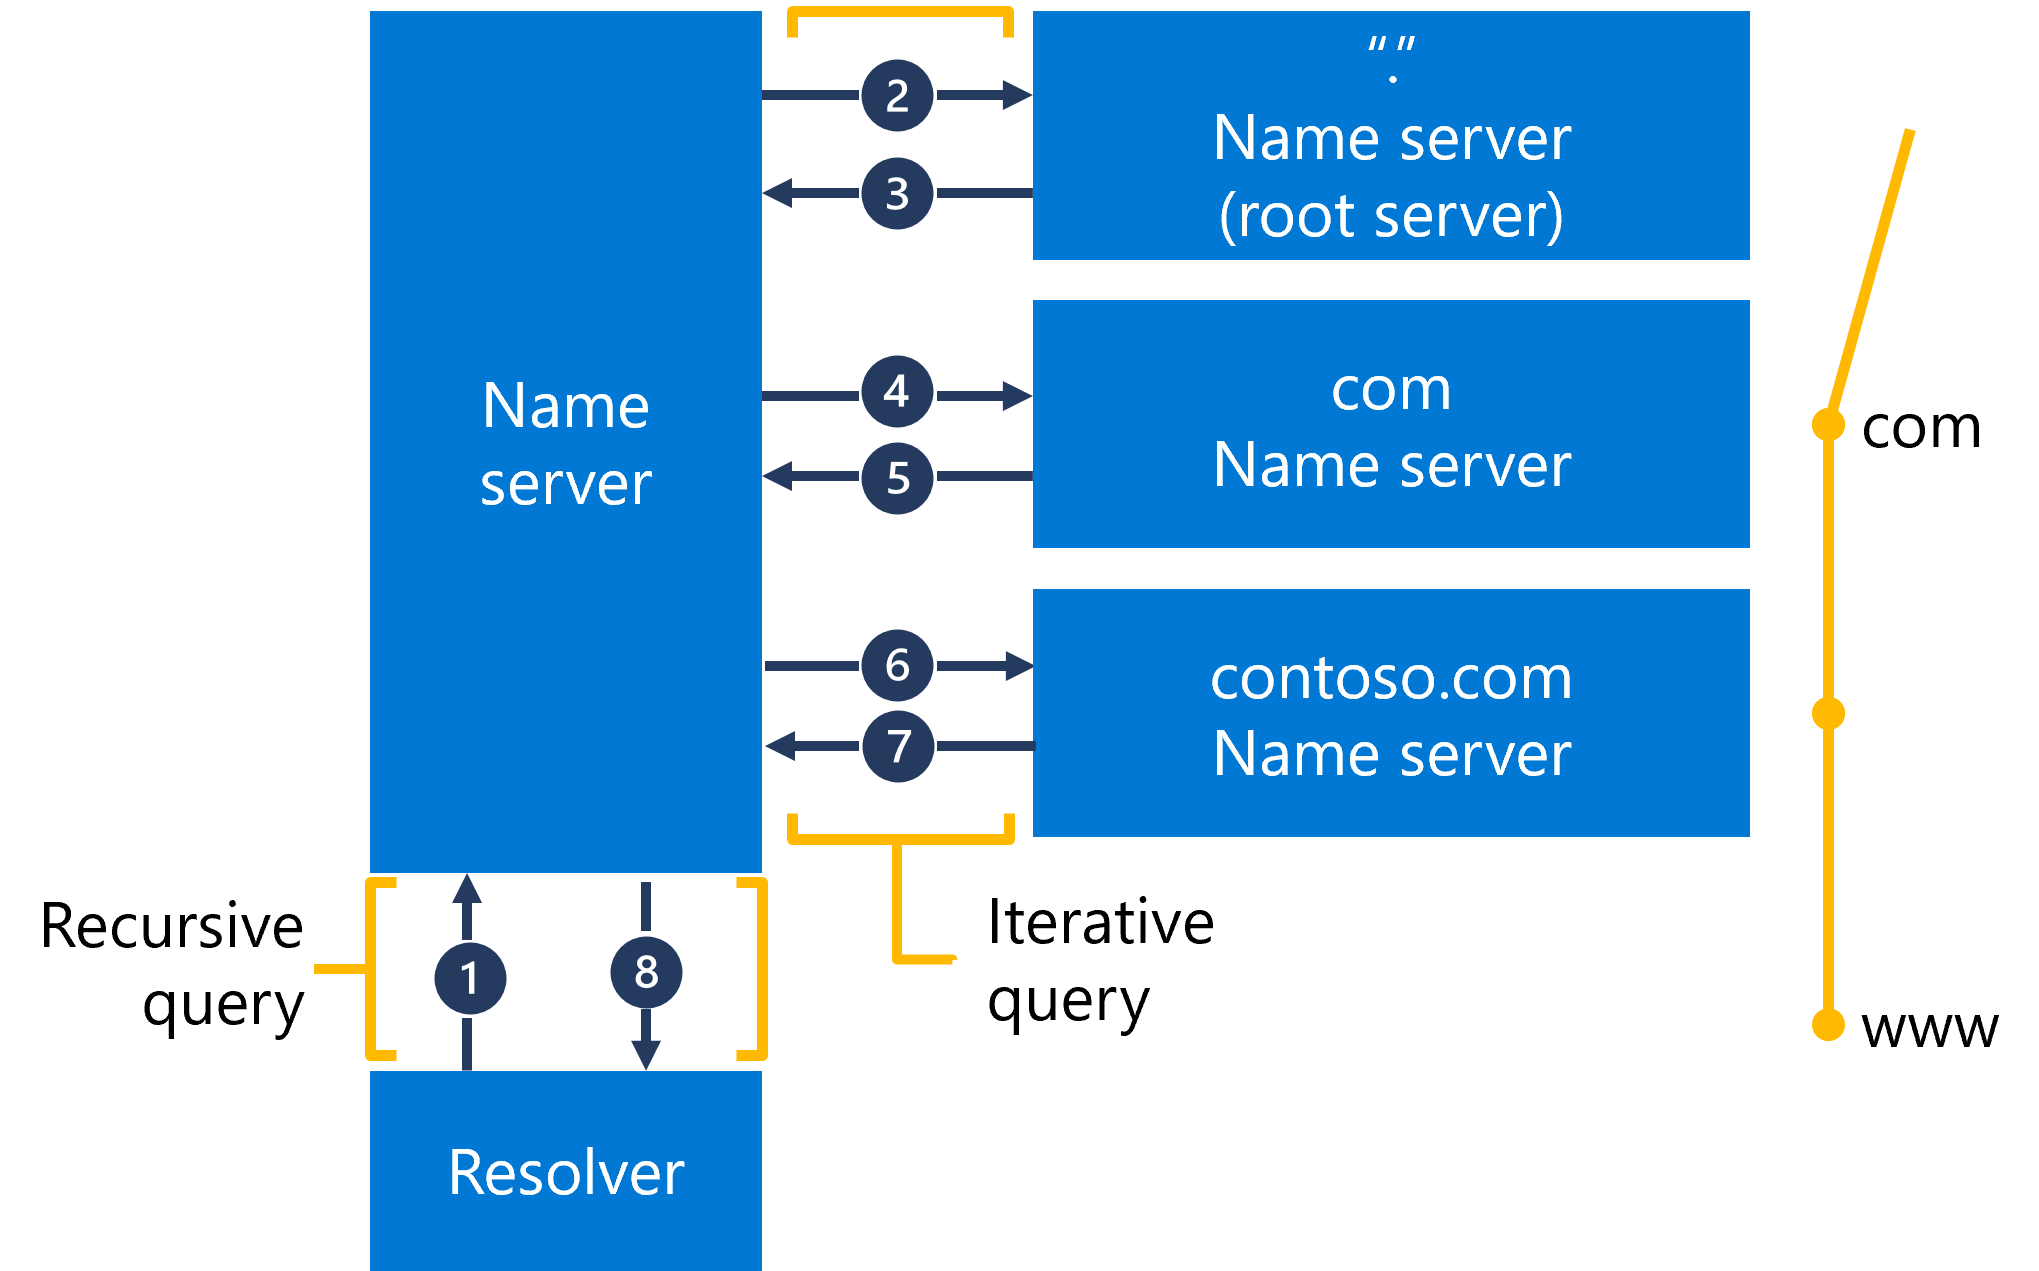 “.”
Name server
(root server)
2
3
Name
server
4
5
com
Name server
com
6
7
contoso.com
Name server
Recursive
query
1
8
Iterative
query
www
Resolver